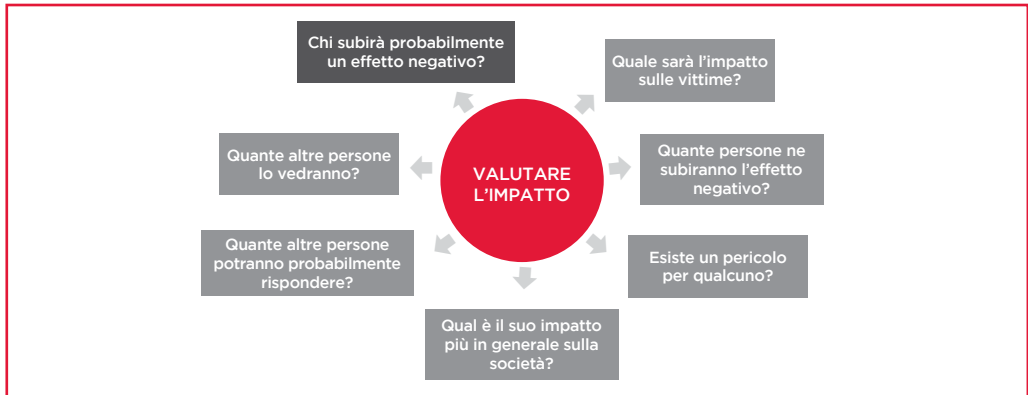 Chi subirà probabilmente
un effetto negativo?
Quale sarà l'impatto
sulle vittime?
Quante altre persone
lo vedranno?
VALUTARE
L'IMPATTO
Quante persone ne
subiranno l'effetto
negativo?
Quante altre persone
potranno probabilmente
rispondere?
Esiste un pericolo
per qualcuno?
Qual è il suo impatto
più in generale sulla
società?